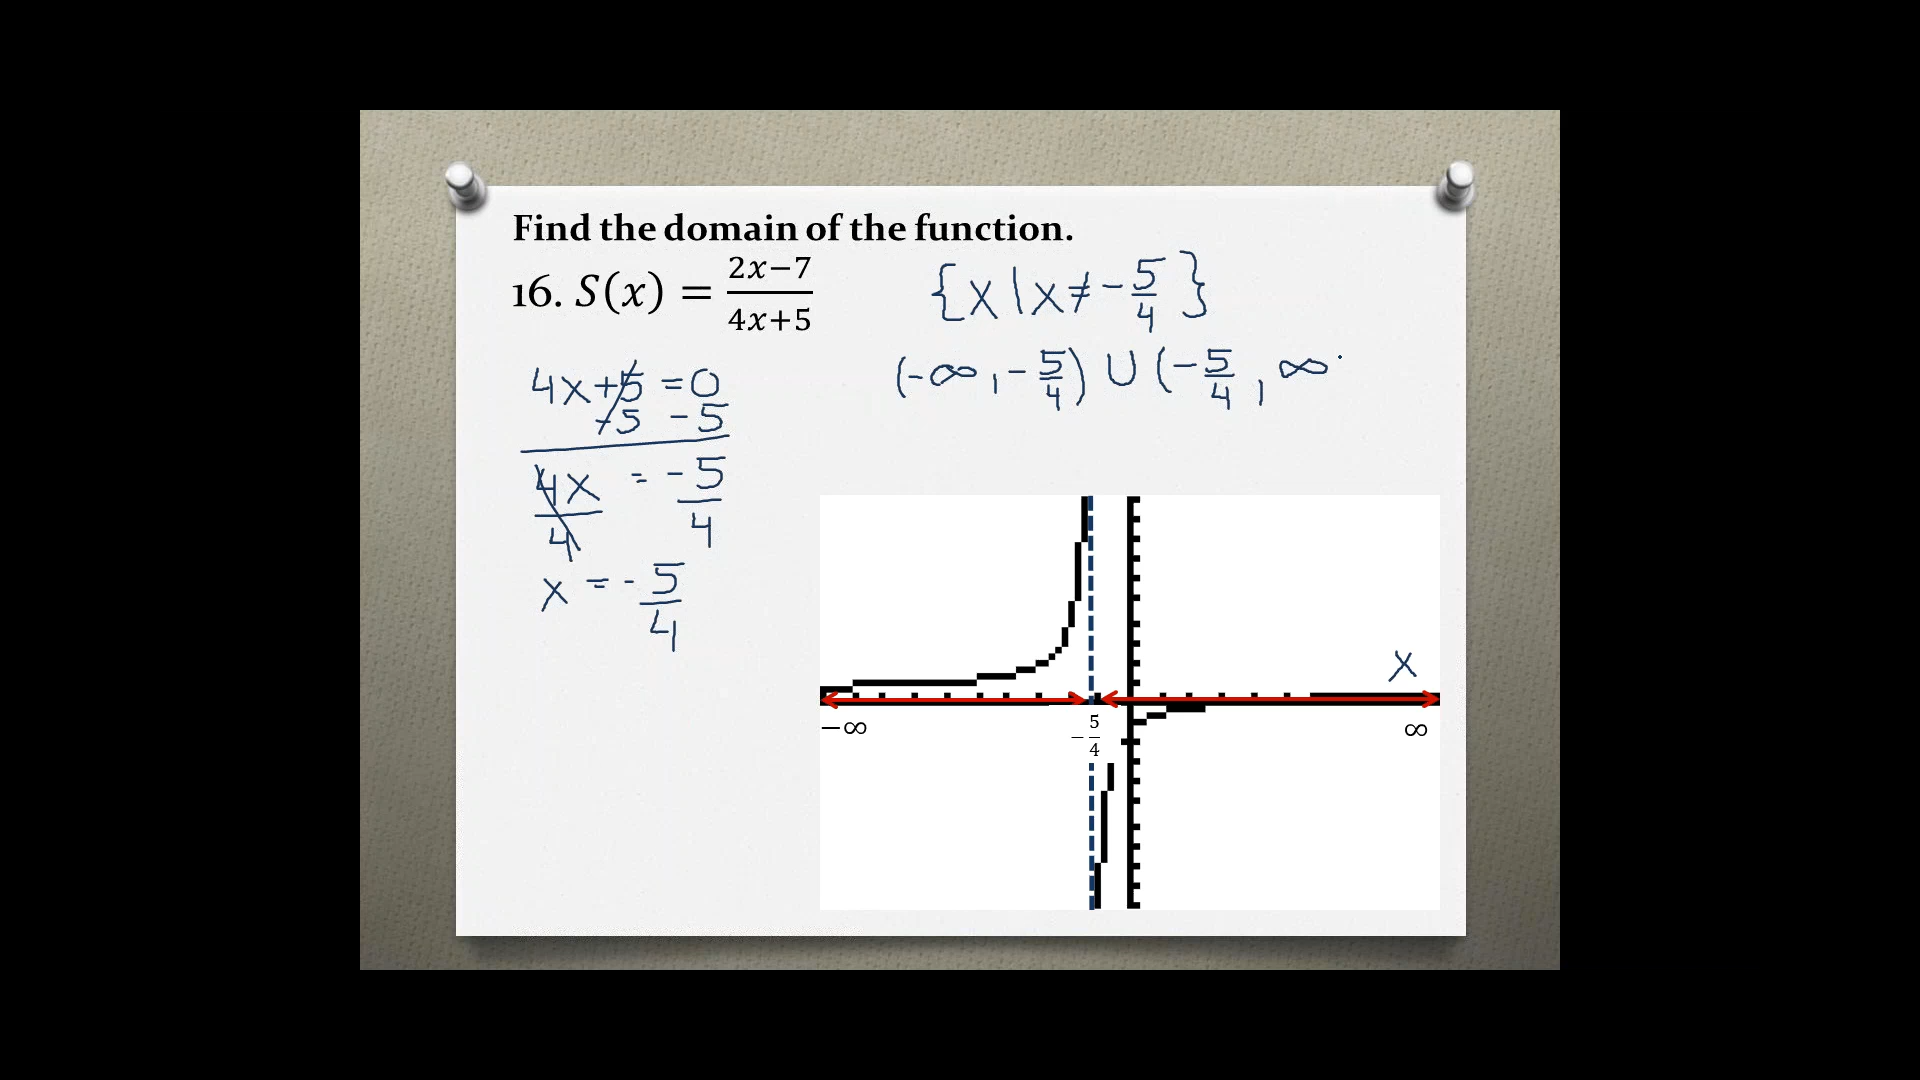 Find the domain of the function.
16. S(x) = (2x−7)/(4x+5)
{x|x≠-5/4}
(-∞,-5/4) ∪ (-5/4, ∞
4x+5 =0
-5 -5
4x/4 = -5/4
x = -5/4
x
−∞
−5/4
∞